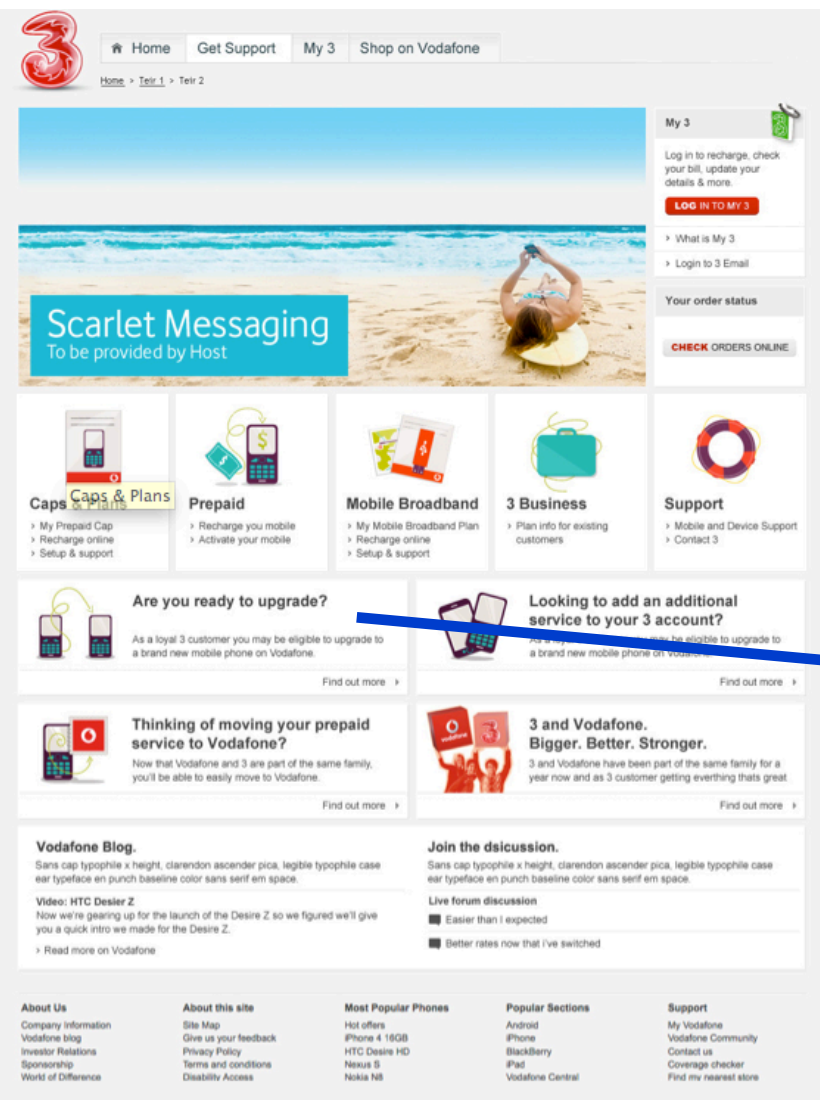 3
Home
Get Support
My 3
Shop on Vodafone
Home > Teir 1 > Teir 2
Scarlet Messaging
To be provided by Host
My 3
Log in to recharge, check
your bill, update your
details & more.
LOG IN TO MY 3
> What is My 3
> Login to 3 Email
Your order status
CHECK ORDERS ONLINE
Caps & Plans
Caps & Plans
> My Prepaid Cap
> Recharge online
> Setup & support
Prepaid
> Recharge you mobile
> Activate your mobile
Mobile Broadband
> My Mobile Broadband Plan
> Recharge online
> Setup & support
3 Business
> Plan info for existing
customers
Support
> Mobile and Device Support
> Contact 3
Are you ready to upgrade?
As a loyal 3 customer you may be eligible to upgrade to
a brand new mobile phone on Vodafone.
Find out more
Looking to add an additional
service to your 3 account?
As a loyal may be eligible to upgrade to
a brand new mobile phone on Vodafone.
Find out more
Thinking of moving your prepaid
service to Vodafone?
Now that Vodafone and 3 are part of the same family,
you'll be able to easily move to Vodafone.
Find out more
vodafone
3
3 and Vodafone.
Bigger. Better. Stronger.
3 and Vodafone have been part of the same family for a
year now and as 3 customer getting everthing thats great
Find out more
Vodafone Blog.
Sans cap typophile x height, clarendon ascender pica, legible typophile case
ear typeface en punch baseline color sans serif em space.
Video: HTC Desier Z
Now we're gearing up for the launch of the Desire Z so we figured we'll give
you a quick intro we made for the Desire Z.
> Read more on Vodafone
Join the dsicussion.
Sans cap typophile x height, clarendon ascender pica, legible typophile case
ear typeface en punch baseline color sans serif em space.
Live forum discussion
Easier than I expected
Better rates now that i've switched
About Us
Company Information
Vodafone blog
Investor Relations
Sponsorship
World of Difference
About this site
Site Map
Give us your feedback
Privacy Policy
Terms and conditions
Disability Access
Most Popular Phones
Hot offers
iPhone 4 16GB
HTC Desire HD
Nexus S
Nokia N8
Popular Sections
Android
iPhone
BlackBerry
iPad
Vodafone Central
Support
My Vodafone
Vodafone Community
Contact us
Coverage checker
Find my nearest store